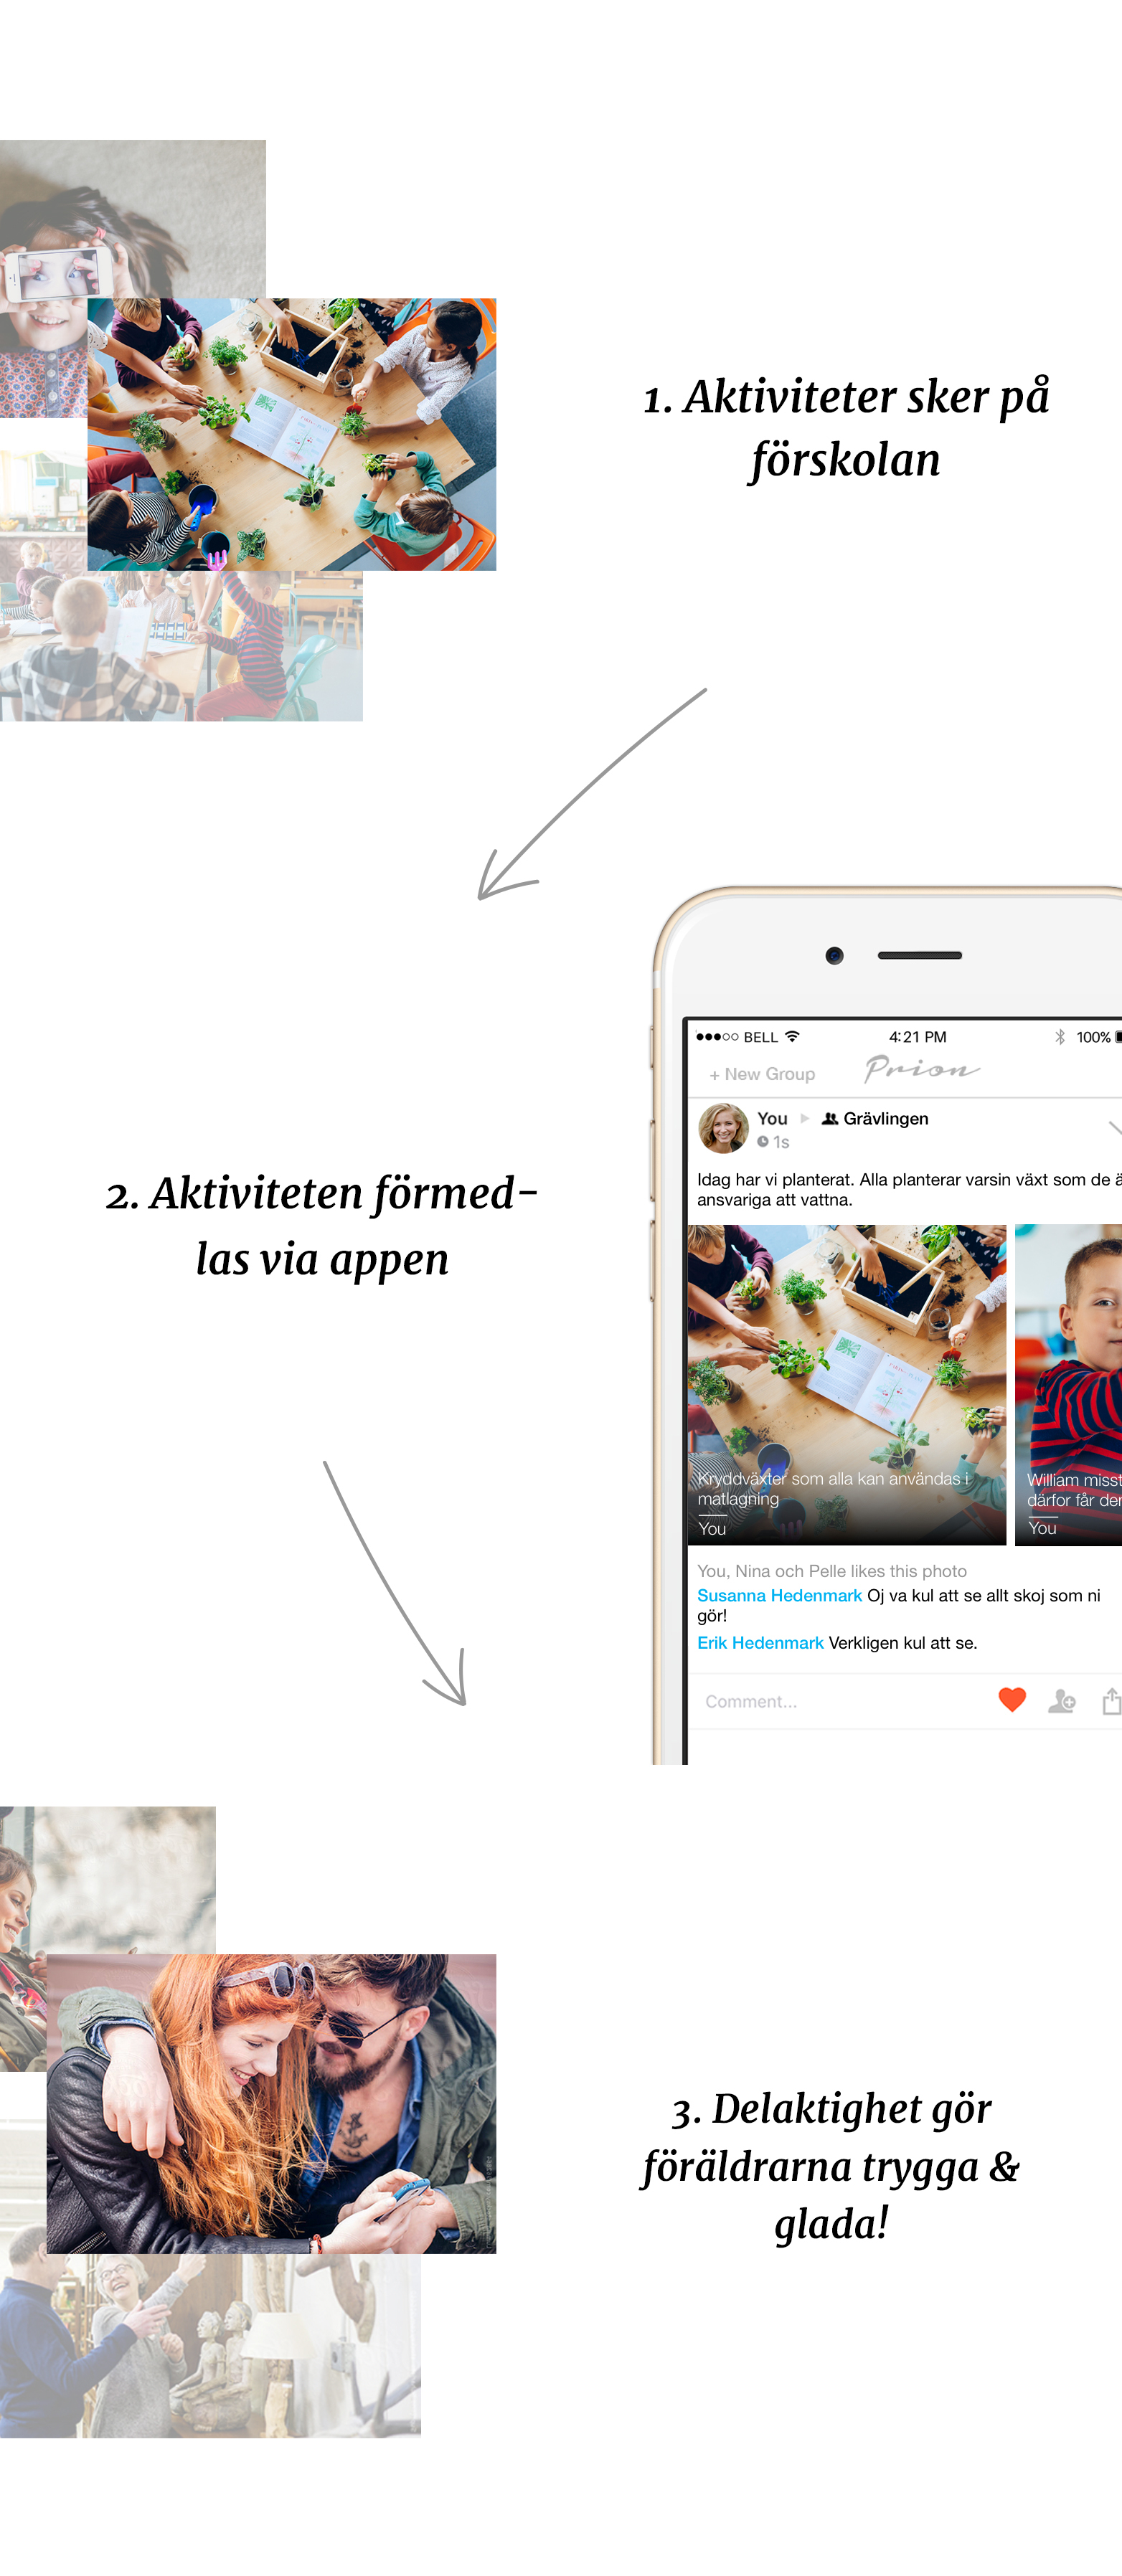 1. Aktiviteter sker på
förskolan
BELL 4:21 PM 100%
+ New Group Prion
You Grävlingen
1s
2. Aktiviteten förmed-
las via appen
Idag har vi planterat. Alla planterar varsin växt som de ä
ansvariga att vattna.
Kryddväxter som alla kan användas i
matlagning
You
William misst
därfor får der
You
You, Nina och Pelle likes this photo
Susanna Hedenmark Oj va kul att se allt skoj som ni
gör!
Erik Hedenmark Verkligen kul att se.
Comment...
3. Delaktighet gör
föräldrarna trygga &
glada!